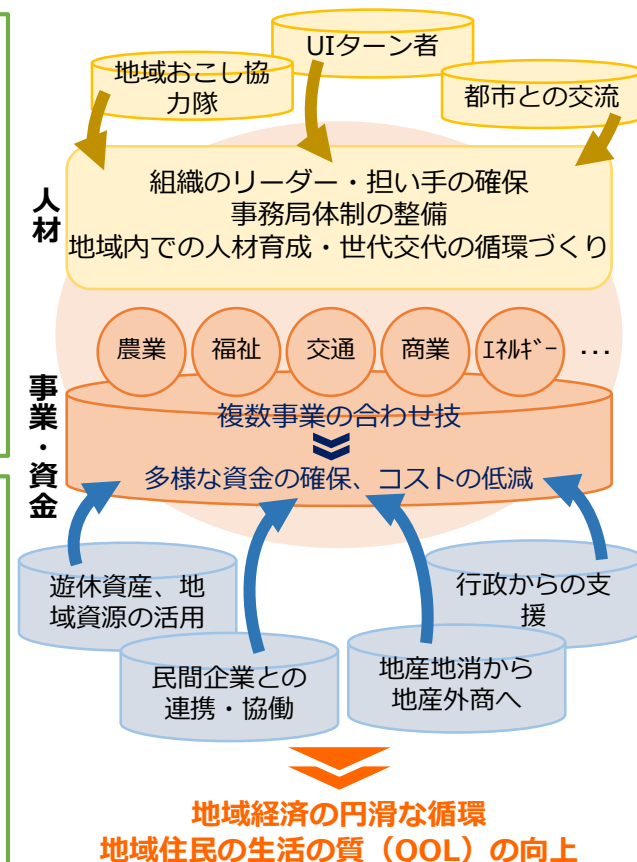 UIターン者
地域おこし協
力隊
都市との交流
人材
組織のリーダー・担い手の確保
事務局体制の整備
地域内での人材育成・世代交代の循環づくり
農業
福祉
交通
商業
ｴﾈﾙｷﾞｰ
…
事業・資金
複数事業の合わせ技
多様な資金の確保、コストの低減
遊休資産、地
域資源の活用
行政からの支
援
民間企業との
連携・協働
地産地消から
地産外商へ
地域経済の円滑な循環
地域住民の生活の質（QOL）の向上